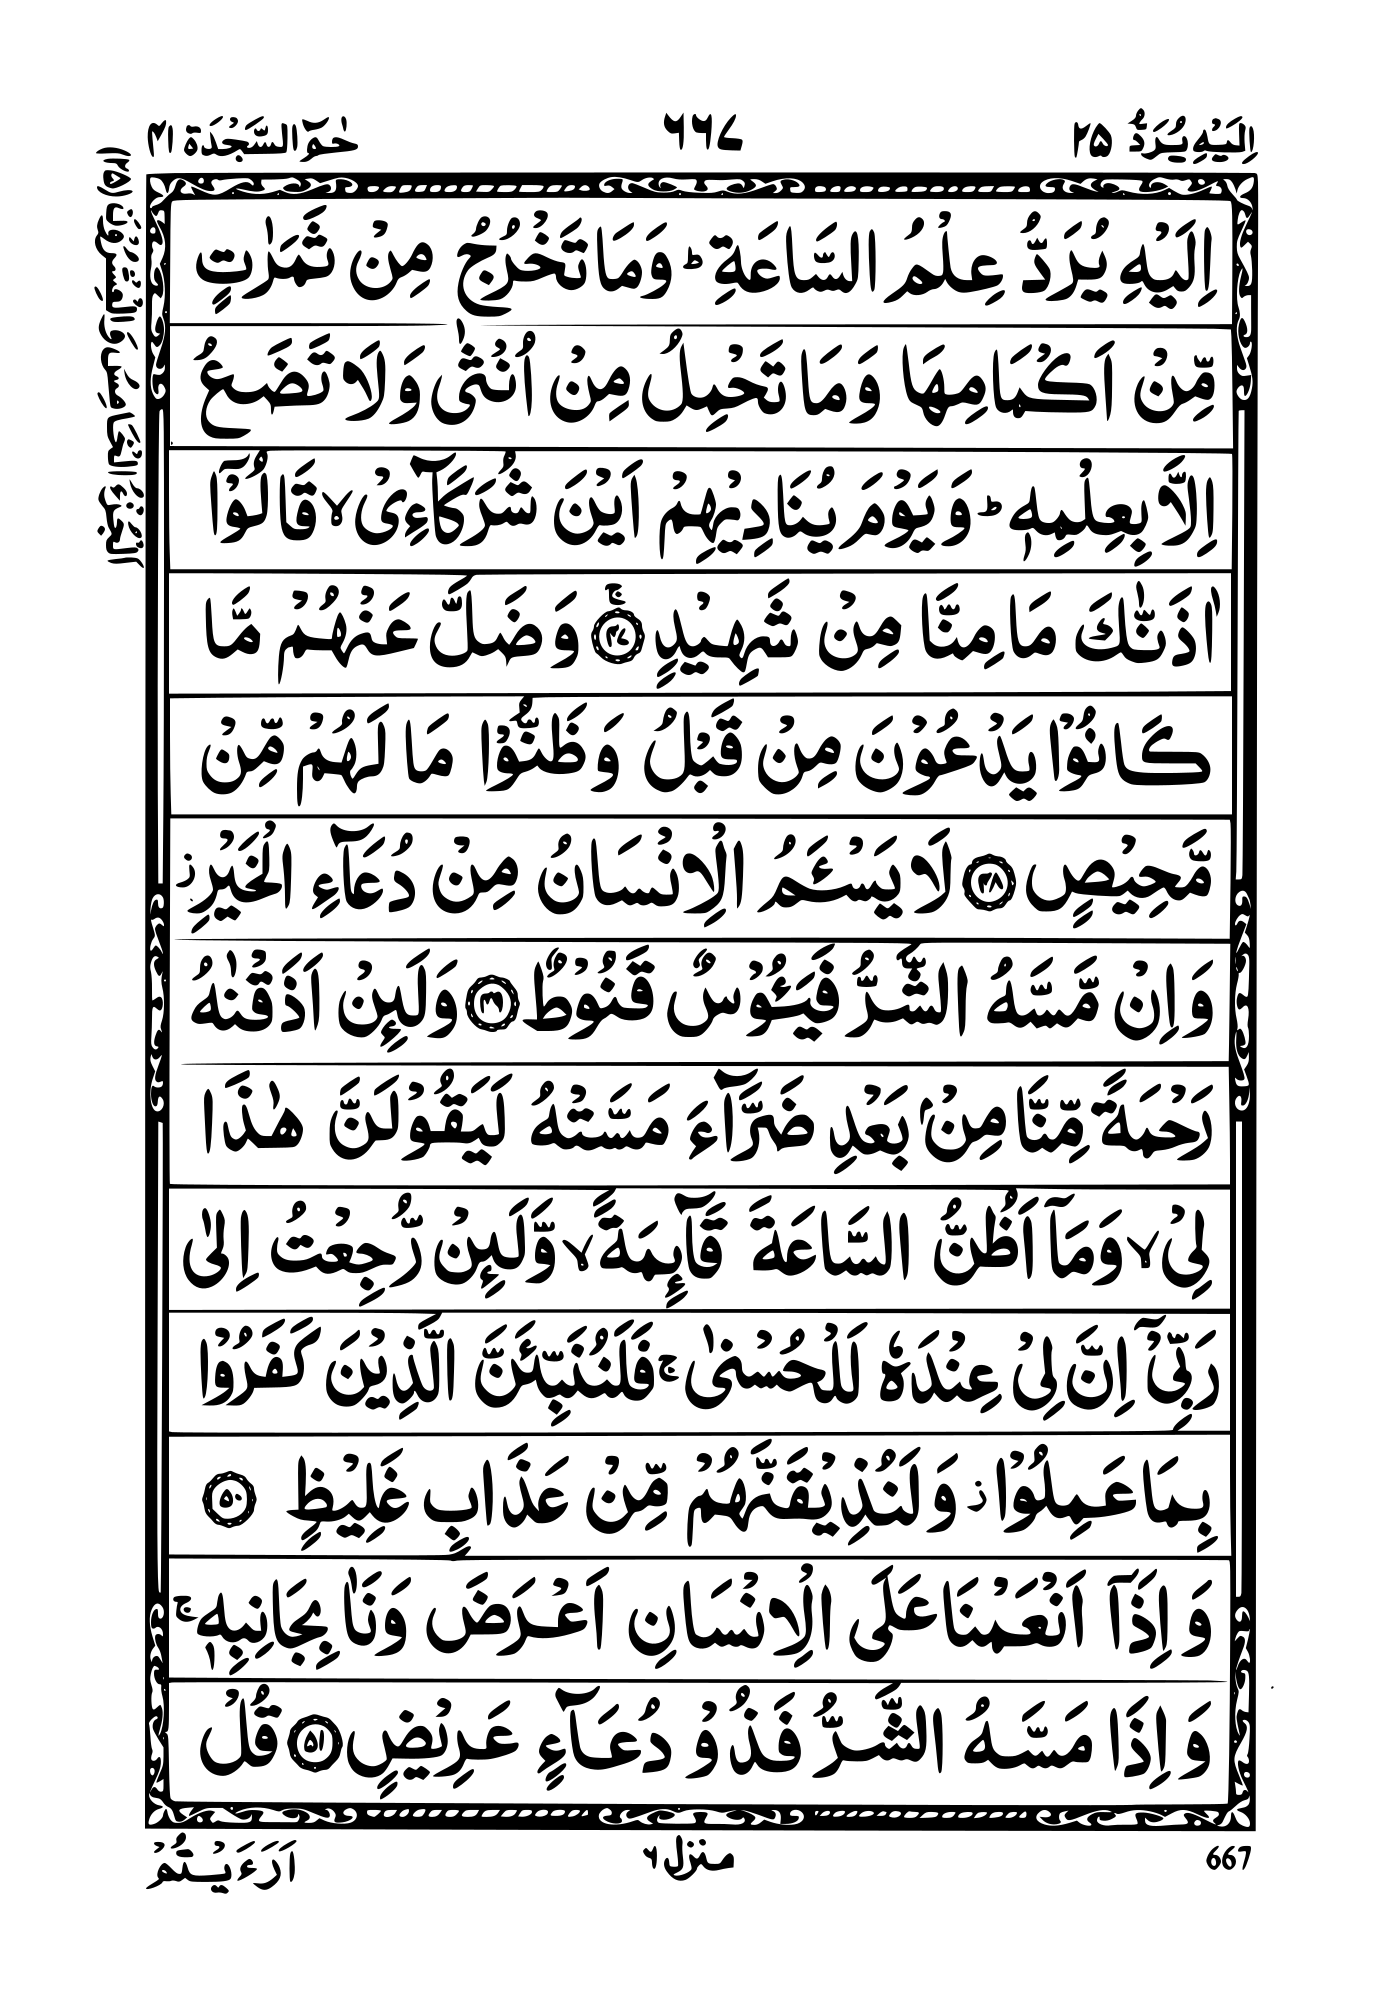 اِلَيْهِ يُرَدُّ ٢٥
٦٦٧
حٰمٓ السَّجْدَة ٤١
اَلْجُزْءُ الْخَامِسُ وَالْعِشْرُوْنَ (٢٥)
اِلَيْهِ يُرَدُّ عِلْمُ السَّاعَةِ ؕ وَمَا تَخْرُجُ مِنْ ثَمَرٰتٍ
مِّنْ اَكْمَامِهَا وَمَا تَحْمِلُ مِنْ اُنْثٰى وَلَا تَضَعُ
اِلَّا بِعِلْمِهٖ ؕ وَيَوْمَ يُنَادِيْهِمْ اَيْنَ شُرَكَآءِیْ ۙ قَالُوْۤا
اٰذَنّٰكَ مَا مِنَّا مِنْ شَهِيْدٍ ۚ ﴿٤٧﴾ وَضَلَّ عَنْهُمْ مَّا
كَانُوْا يَدْعُوْنَ مِنْ قَبْلُ وَظَنُّوْا مَا لَهُمْ مِّنْ
مَّحِيْصٍ ﴿٤٨﴾ لَا يَسْـَٔمُ الْاِنْسَانُ مِنْ دُعَآءِ الْخَيْرِ ؗ
وَاِنْ مَّسَّهُ الشَّرُّ فَيَـُٔوْسٌ قَنُوْطٌ ﴿٤٩﴾ وَلَىِٕنْ اَذَقْنٰهُ
رَحْمَةً مِّنَّا مِنْۢ بَعْدِ ضَرَّآءَ مَسَّتْهُ لَيَقُوْلَنَّ هٰذَا
لِیْ ۙ وَمَاۤ اَظُنُّ السَّاعَةَ قَآىِٕمَةً ۙ وَّلَىِٕنْ رُّجِعْتُ اِلٰى
رَبِّیْۤ اِنَّ لِیْ عِنْدَهٗ لَلْحُسْنٰى ۚ فَلَنُنَبِّئَنَّ الَّذِيْنَ كَفَرُوْا
بِمَا عَمِلُوْا ؗ وَلَنُذِيْقَنَّهُمْ مِّنْ عَذَابٍ غَلِيْظٍ ﴿٥٠﴾
وَاِذَاۤ اَنْعَمْنَا عَلَى الْاِنْسَانِ اَعْرَضَ وَنَاٰ بِجَانِبِهٖ ۚ
وَاِذَا مَسَّهُ الشَّرُّ فَذُوْ دُعَآءٍ عَرِيْضٍ ﴿٥١﴾ قُلْ
667
منزل ٦
اَرَءَيْتُمْ